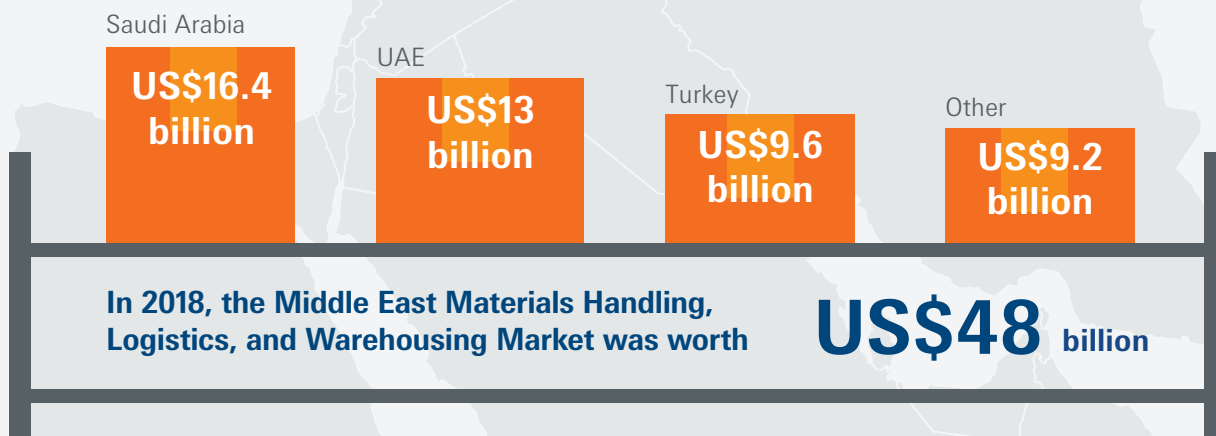 Saudi Arabia
US$16.4
billion
UAE
US$13
billion
Turkey
US$9.6
billion
Other
US$9.2
billion
In 2018, the Middle East Materials Handling,
Logistics, and Warehousing Market was worth
US$48 billion